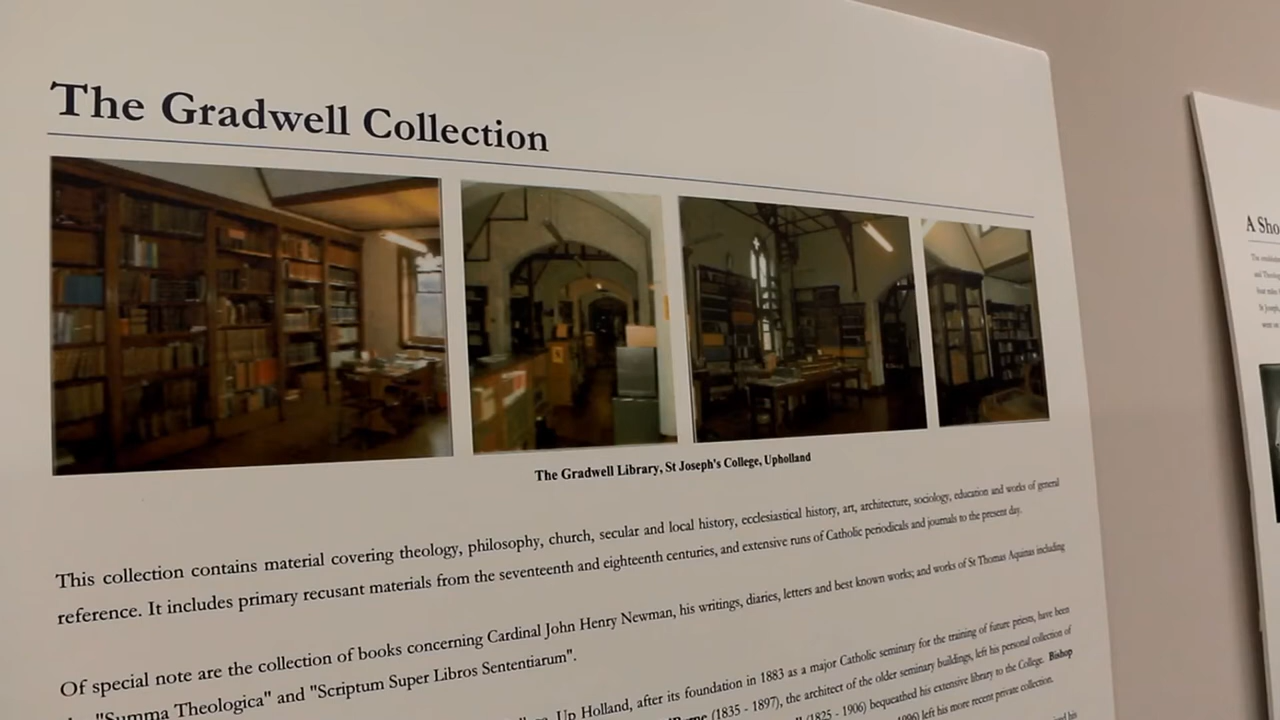 The Gradwell Collection
The Gradwell Library, St Joseph's College, Upholland
This collection contains material covering theology, philosophy, church, secular and local history, ecclesiastical history, art, architecture, sociology, education and works of general
reference. It includes primary recusant materials from the seventeenth and eighteenth centuries, and extensive runs of Catholic periodicals and journals to the present day.
Of special note are the collection of books concerning Cardinal John Henry Newman, his writings, diaries, letters and best known works; and works of St Thomas Aquinas including
"Summa Theologica" and "Scriptum Super Libros Sententiarum".
Up Holland, after its foundation in 1883 as a major Catholic seminary for the training of future priests, have been
(1835 - 1897), the architect of the older seminary buildings, left his personal collection of
(1825 - 1906) bequeathed his extensive library to the College. Bishop
left his more recent private collection.
A Sho